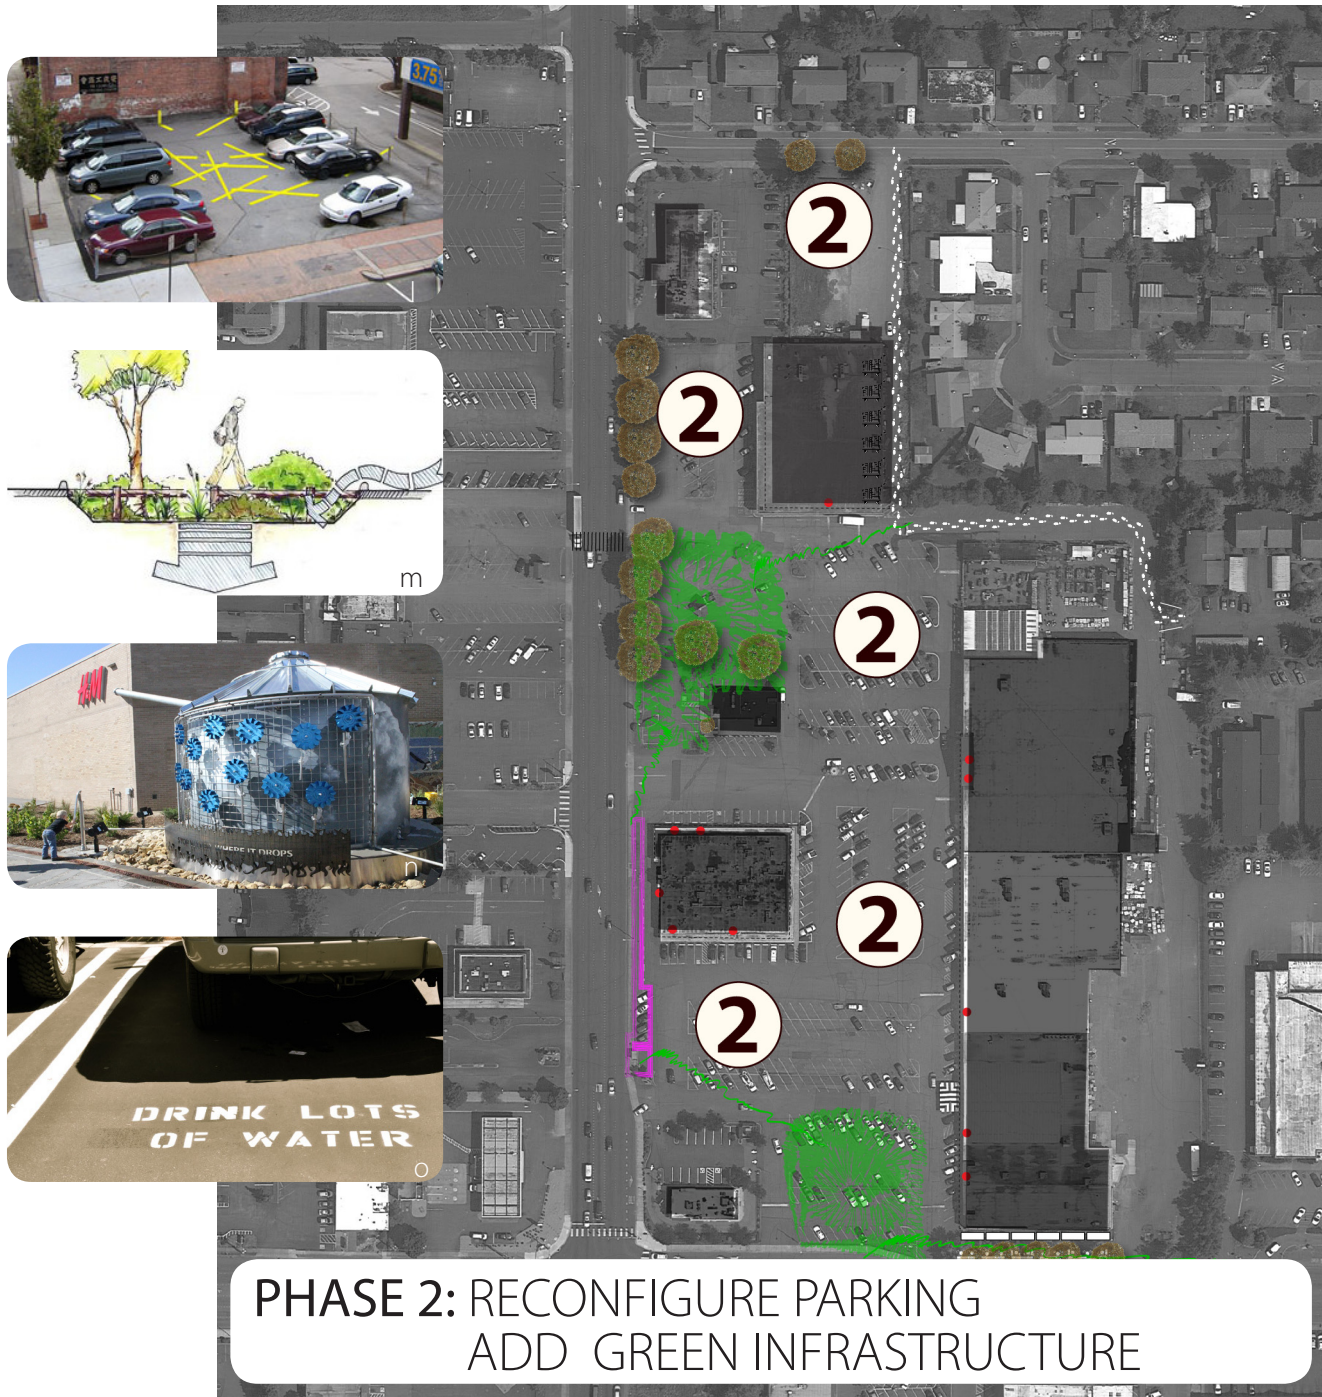 3.75
m
H&M
WHERE IT DROPS
n
DRINK LOTS
OF WATER
o
2
2
2
2
2
PHASE 2: RECONFIGURE PARKING
ADD GREEN INFRASTRUCTURE